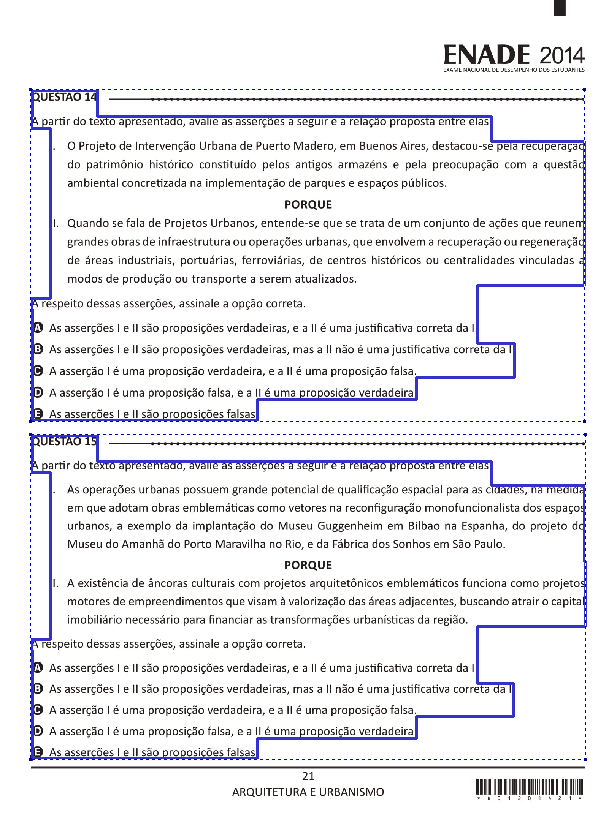 ENADE 2014
EXAME NACIONAL DE DESEMPENHO DOS ESTUDANTES
QUESTÃO 14
A partir do texto apresentado, avalie as asserções a seguir e a relação proposta entre elas.
I. O Projeto de Intervenção Urbana de Puerto Madero, em Buenos Aires, destacou-se pela recuperação
do patrimônio histórico constituído pelos antigos armazéns e pela preocupação com a questão
ambiental concretizada na implementação de parques e espaços públicos.
PORQUE
II. Quando se fala de Projetos Urbanos, entende-se que se trata de um conjunto de ações que reunem
grandes obras de infraestrutura ou operações urbanas, que envolvem a recuperação ou regeneração
de áreas industriais, portuárias, ferroviárias, de centros históricos ou centralidades vinculadas a
modos de produção ou transporte a serem atualizados.
A respeito dessas asserções, assinale a opção correta.
A As asserções I e II são proposições verdadeiras, e a II é uma justificativa correta da I.
B As asserções I e II são proposições verdadeiras, mas a II não é uma justificativa correta da I.
C A asserção I é uma proposição verdadeira, e a II é uma proposição falsa.
D A asserção I é uma proposição falsa, e a II é uma proposição verdadeira.
E As asserções I e II são proposições falsas.
QUESTÃO 15
A partir do texto apresentado, avalie as asserções a seguir e a relação proposta entre elas.
I. As operações urbanas possuem grande potencial de qualificação espacial para as cidades, na medida
em que adotam obras emblemáticas como vetores na reconfiguração monofuncionalista dos espaços
urbanos, a exemplo da implantação do Museu Guggenheim em Bilbao na Espanha, do projeto do
Museu do Amanhã do Porto Maravilha no Rio, e da Fábrica dos Sonhos em São Paulo.
PORQUE
II. A existência de âncoras culturais com projetos arquitetônicos emblemáticos funciona como projetos
motores de empreendimentos que visam à valorização das áreas adjacentes, buscando atrair o capital
imobiliário necessário para financiar as transformações urbanísticas da região.
A respeito dessas asserções, assinale a opção correta.
A As asserções I e II são proposições verdadeiras, e a II é uma justificativa correta da I.
B As asserções I e II são proposições verdadeiras, mas a II não é uma justificativa correta da I.
C A asserção I é uma proposição verdadeira, e a II é uma proposição falsa.
D A asserção I é uma proposição falsa, e a II é uma proposição verdadeira.
E As asserções I e II são proposições falsas.
21
ARQUITETURA E URBANISMO